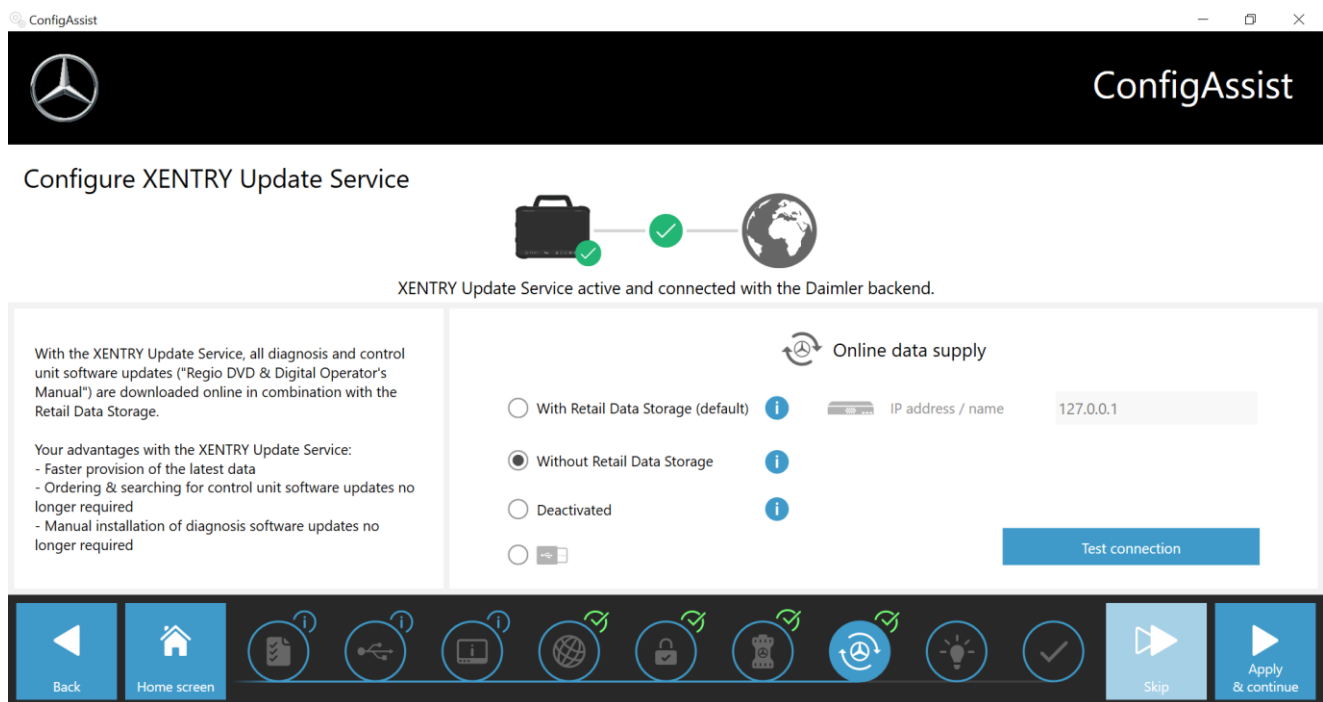 ConfigAssist
ConfigAssist
Configure XENTRY Update Service
XENTRY Update Service active and connected with the Daimler backend.
With the XENTRY Update Service, all diagnosis and control
unit software updates ("Regio DVD & Digital Operator's
Manual") are downloaded online in combination with the
Retail Data Storage.
Your advantages with the XENTRY Update Service:
- Faster provision of the latest data
- Ordering & searching for control unit software updates no
longer required
- Manual installation of diagnosis software updates no
longer required
Online data supply
With Retail Data Storage (default)
IP address / name
127.0.0.1
Without Retail Data Storage
Deactivated
Test connection
Back
Home screen
Skip
Apply
& continue